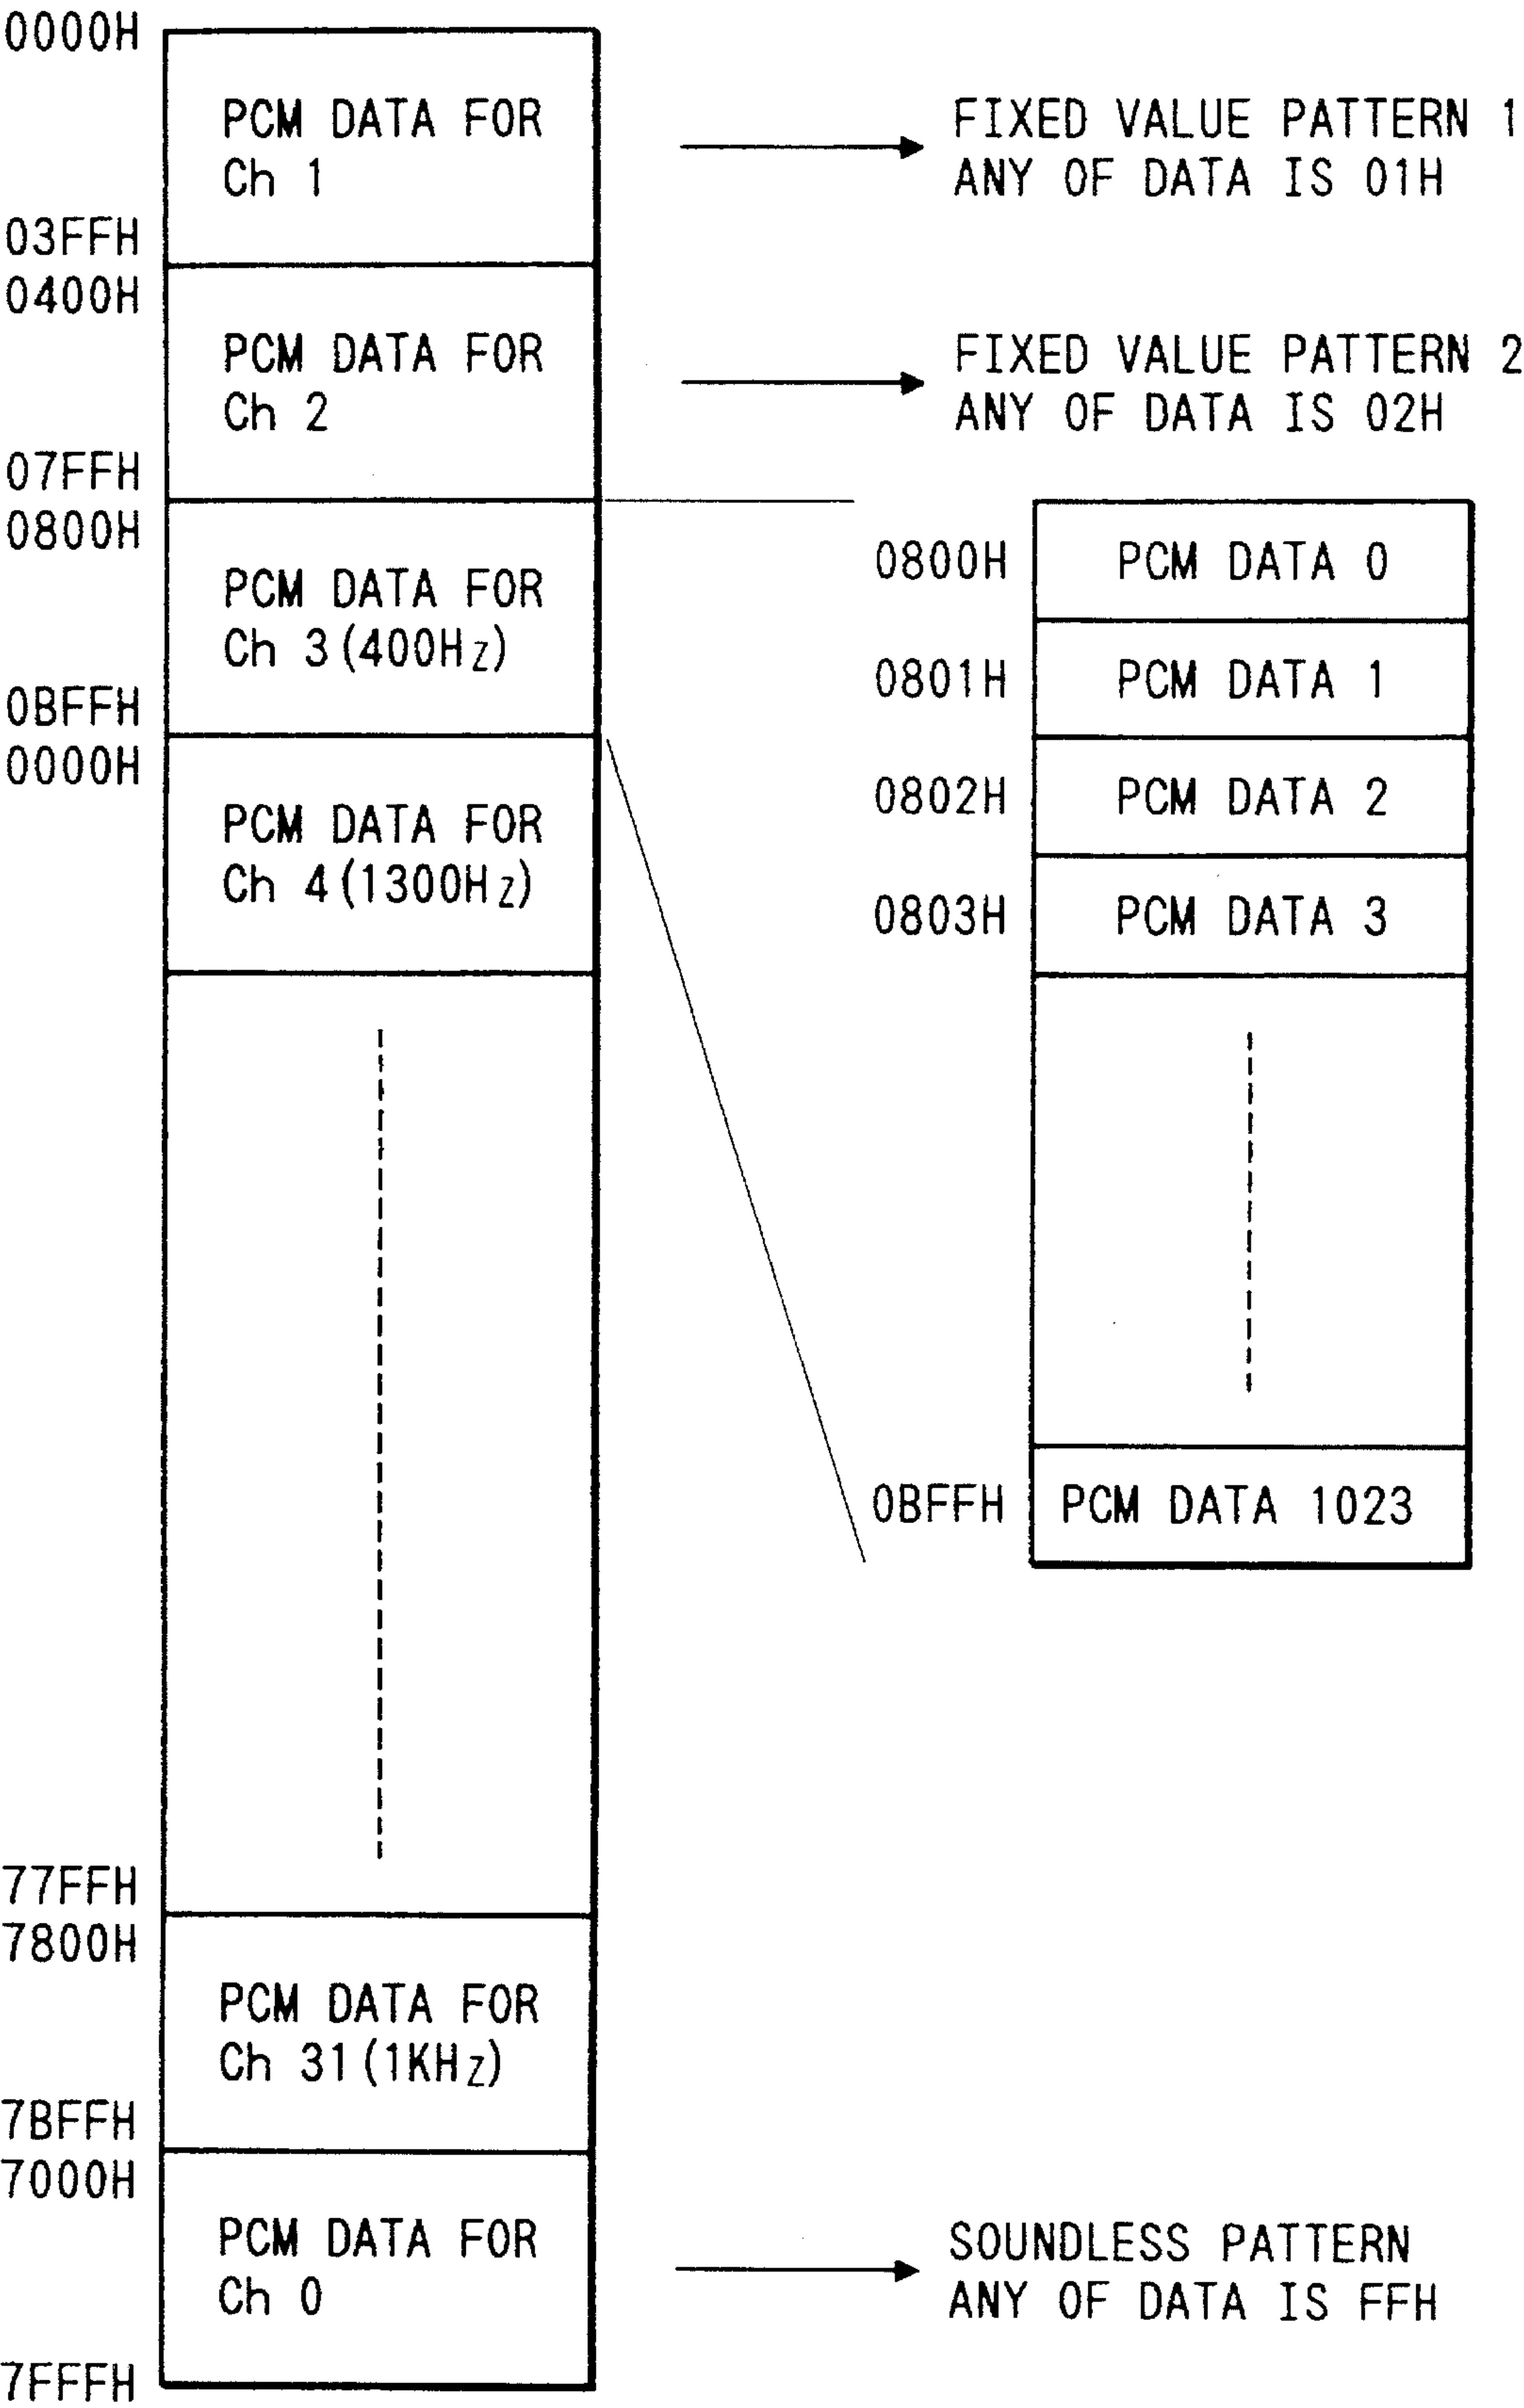 0000H
PCM DATA FOR
Ch 1
03FFH
FIXED VALUE PATTERN 1
ANY OF DATA IS 01H
0400H
PCM DATA FOR
Ch 2
07FFH
FIXED VALUE PATTERN 2
ANY OF DATA IS 02H
0800H
PCM DATA FOR
Ch 3 (400Hz)
0BFFH
0000H
PCM DATA FOR
Ch 4 (1300Hz)
0800H PCM DATA 0
0801H PCM DATA 1
0802H PCM DATA 2
0803H PCM DATA 3
0BFFH PCM DATA 1023
77FFH
7800H
PCM DATA FOR
Ch 31 (1KHz)
7BFFH
7000H
PCM DATA FOR
Ch 0
7FFFH
SOUNDLESS PATTERN
ANY OF DATA IS FFH